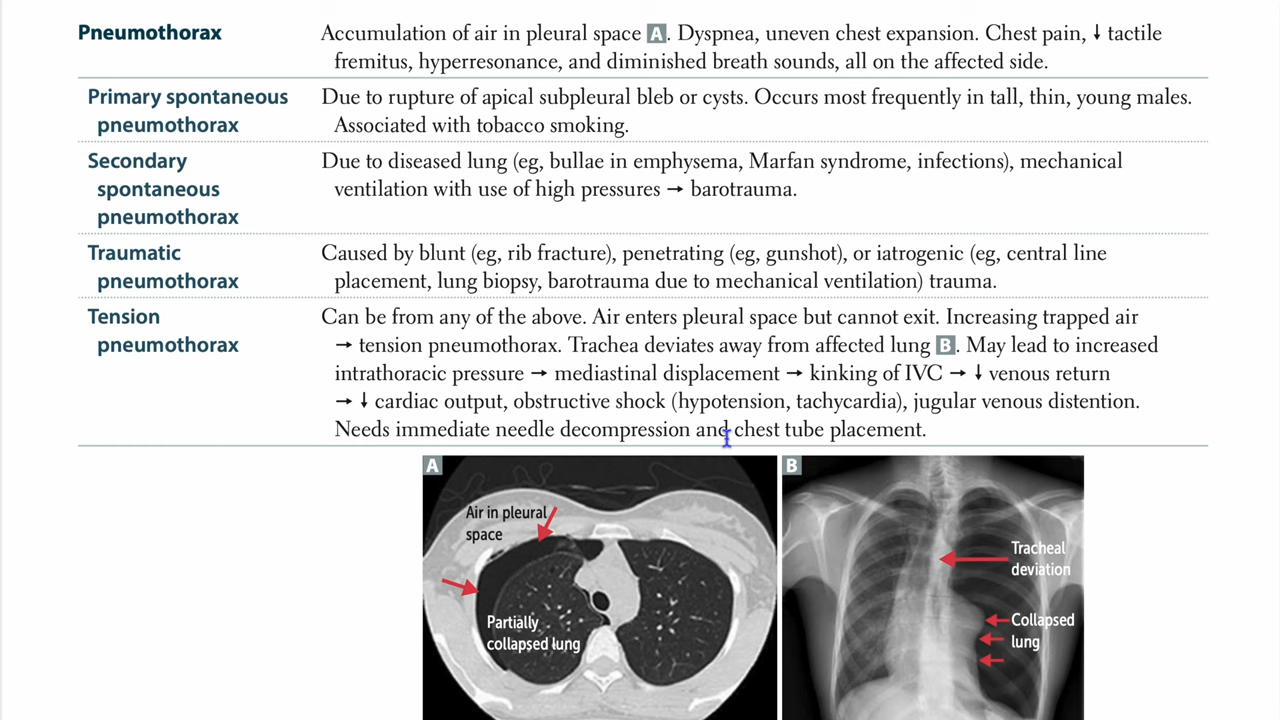 Pneumothorax
Accumulation of air in pleural space A. Dyspnea, uneven chest expansion. Chest pain, ↓ tactile
fremitus, hyperresonance, and diminished breath sounds, all on the affected side.
Primary spontaneous
pneumothorax
Due to rupture of apical subpleural bleb or cysts. Occurs most frequently in tall, thin, young males.
Associated with tobacco smoking.
Secondary
spontaneous
pneumothorax
Due to diseased lung (eg, bullae in emphysema, Marfan syndrome, infections), mechanical
ventilation with use of high pressures → barotrauma.
Traumatic
pneumothorax
Caused by blunt (eg, rib fracture), penetrating (eg, gunshot), or iatrogenic (eg, central line
placement, lung biopsy, barotrauma due to mechanical ventilation) trauma.
Tension
pneumothorax
Can be from any of the above. Air enters pleural space but cannot exit. Increasing trapped air
→ tension pneumothorax. Trachea deviates away from affected lung B. May lead to increased
intrathoracic pressure → mediastinal displacement → kinking of IVC → ↓ venous return
→ ↓ cardiac output, obstructive shock (hypotension, tachycardia), jugular venous distention.
Needs immediate needle decompression and chest tube placement.
A
Air in pleural
space
Partially
collapsed lung
B
Tracheal
deviation
Collapsed
lung